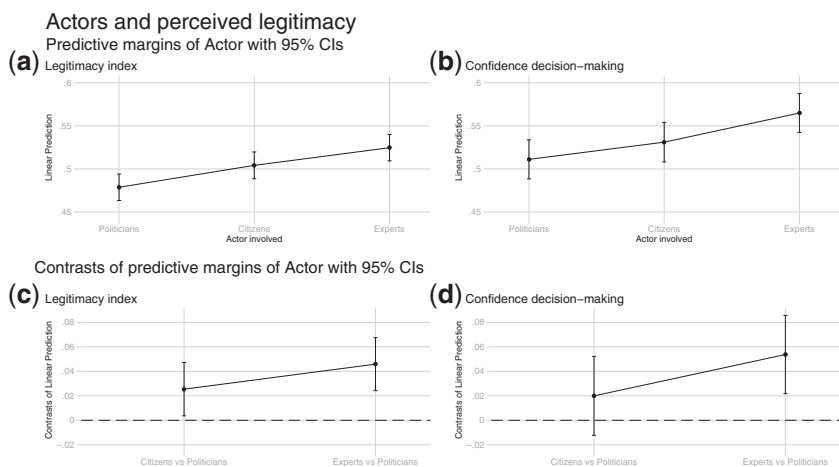 Actors and perceived legitimacy
Predictive margins of Actor with 95% CIs
(a) Legitimacy index
.6
.55
.5
.45
Linear Prediction
Politicians Citizens Experts
Actor involved
(b) Confidence decision−making
.6
.55
.5
.45
Linear Prediction
Politicians Citizens Experts
Actor involved
Contrasts of predictive margins of Actor with 95% CIs
(c) Legitimacy index
.08
.06
.04
.02
0
−.02
Contrasts of Linear Prediction
Citizens vs Politicians Experts vs Politicians
(d) Confidence decision−making
.08
.06
.04
.02
0
−.02
Contrasts of Linear Prediction
Citizens vs Politicians Experts vs Politicians